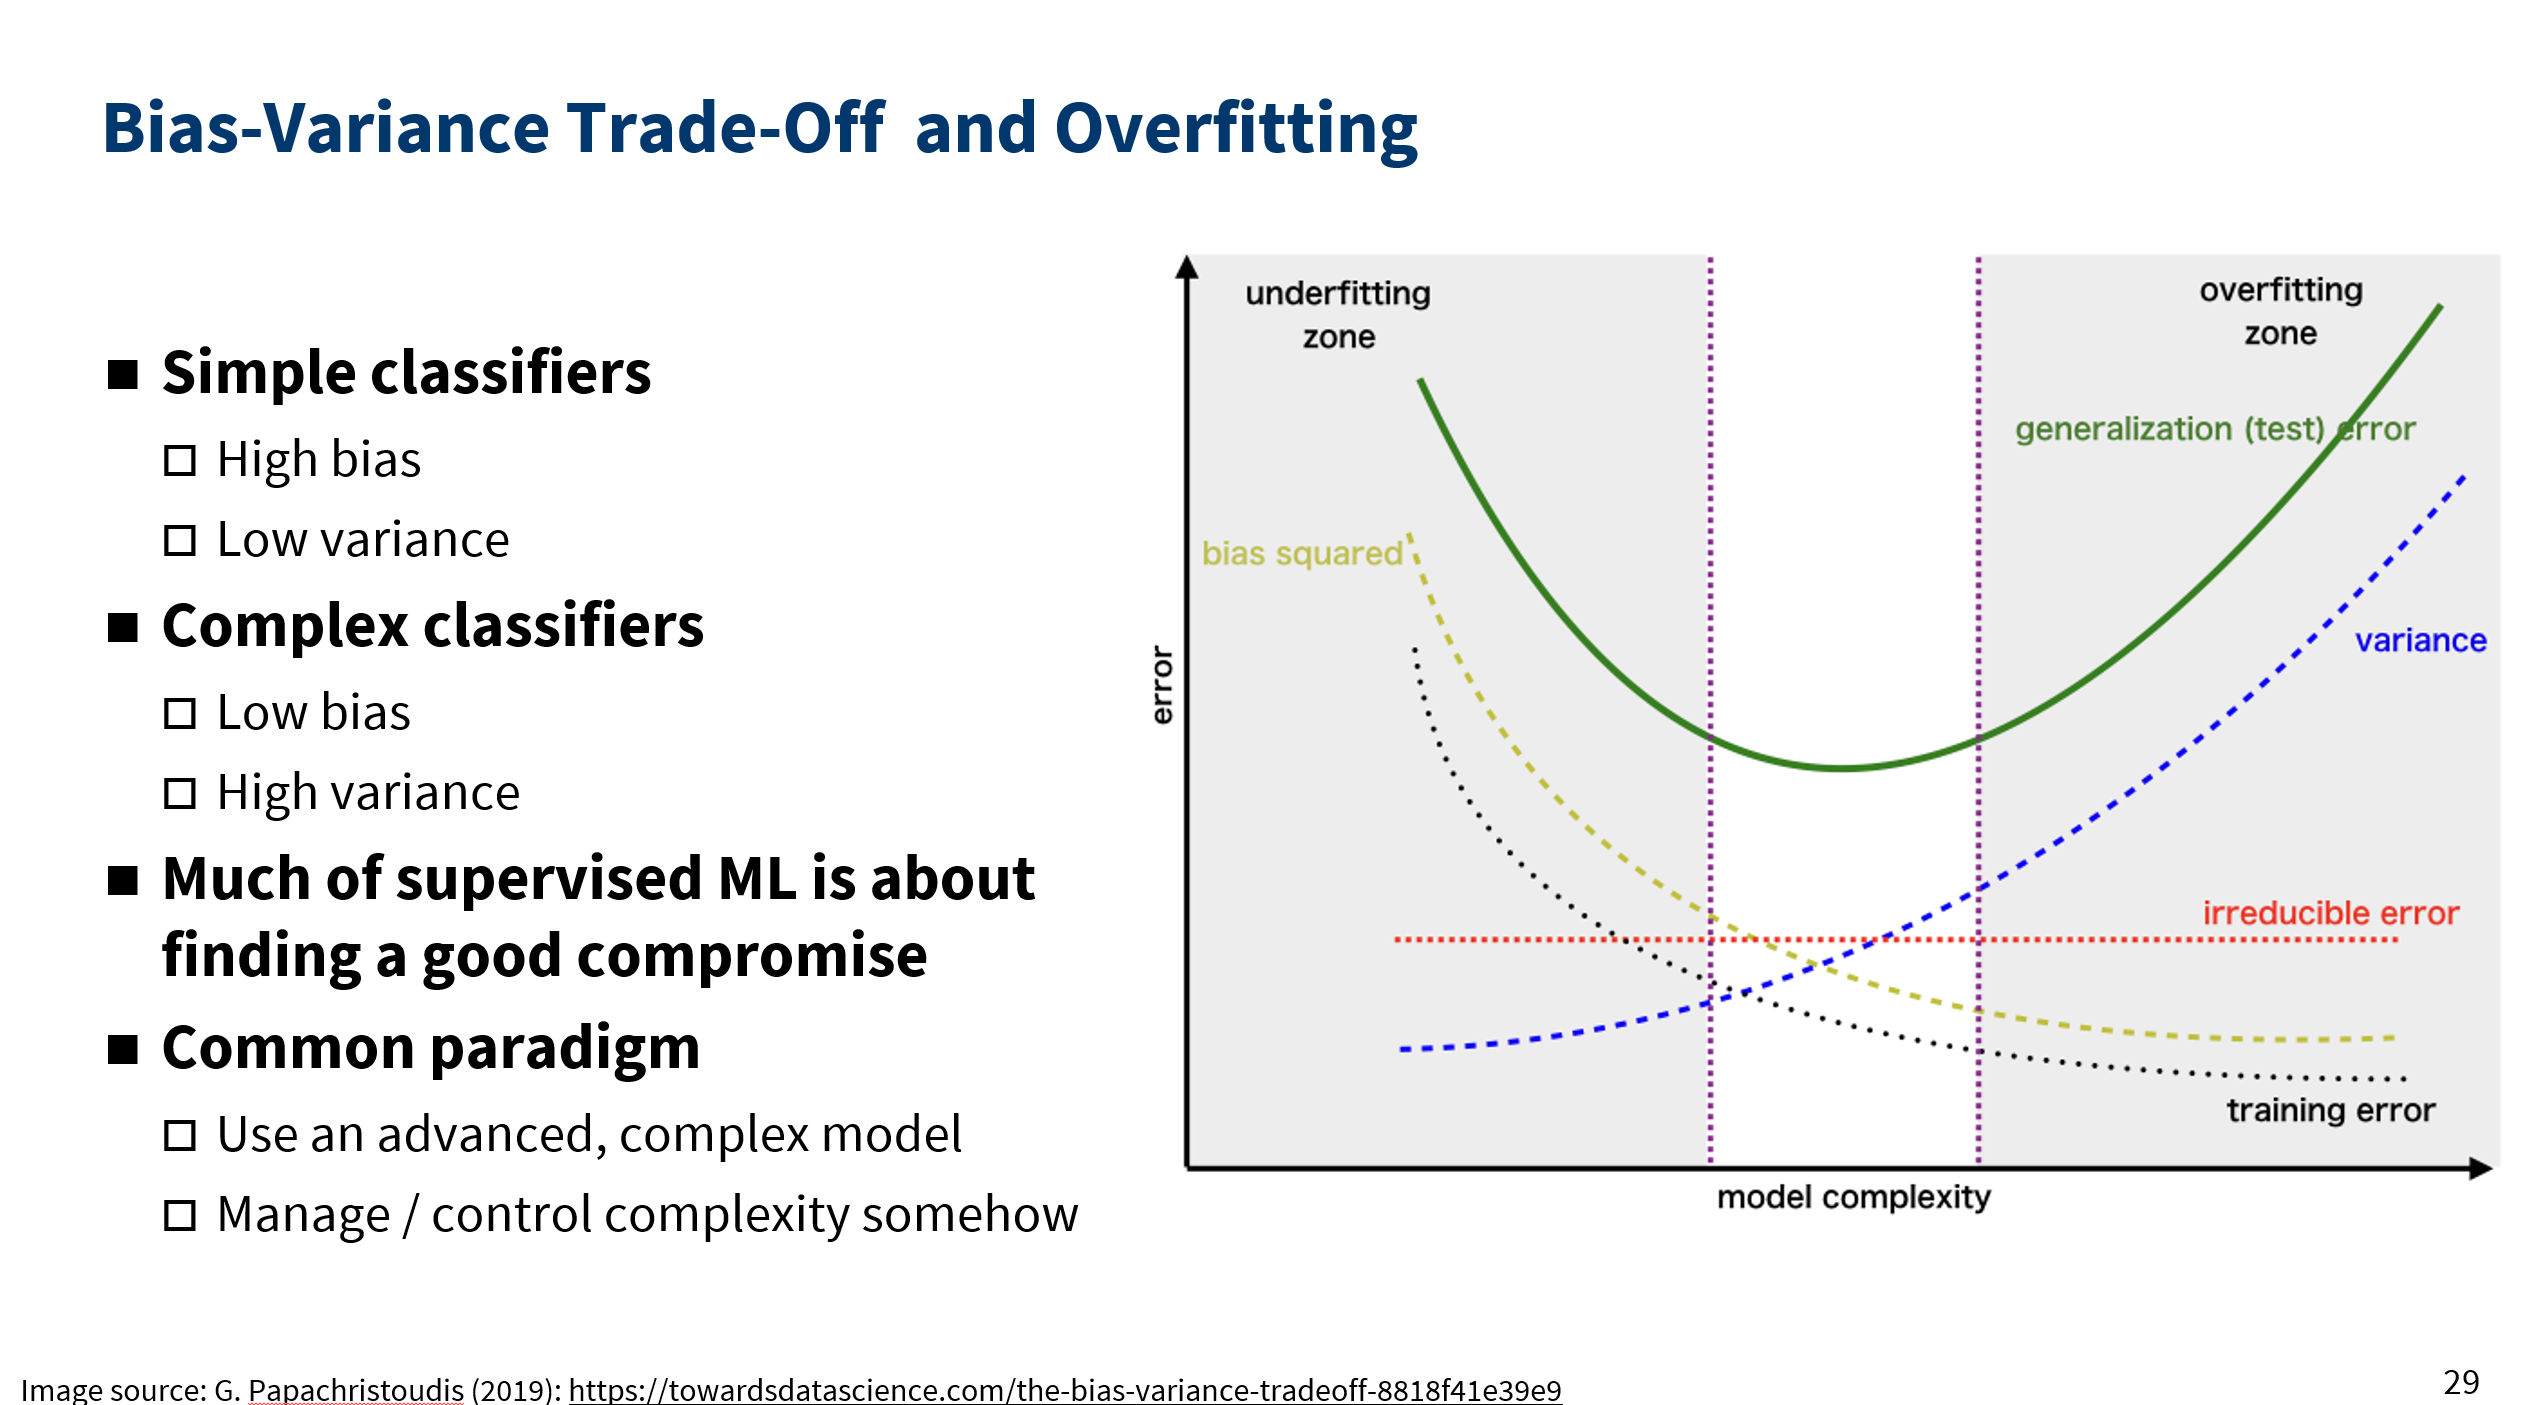 Bias-Variance Trade-Off and Overfitting
■ Simple classifiers
□ High bias
□ Low variance
■ Complex classifiers
□ Low bias
□ High variance
■ Much of supervised ML is about
finding a good compromise
■ Common paradigm
□ Use an advanced, complex model
□ Manage / control complexity somehow
underfitting
zone
overfitting
zone
generalization (test) error
bias squared
variance
error
irreducible error
training error
model complexity
Image source: G. Papachristoudis (2019): https://towardsdatascience.com/the-bias-variance-tradeoff-8818f41e39e9
29